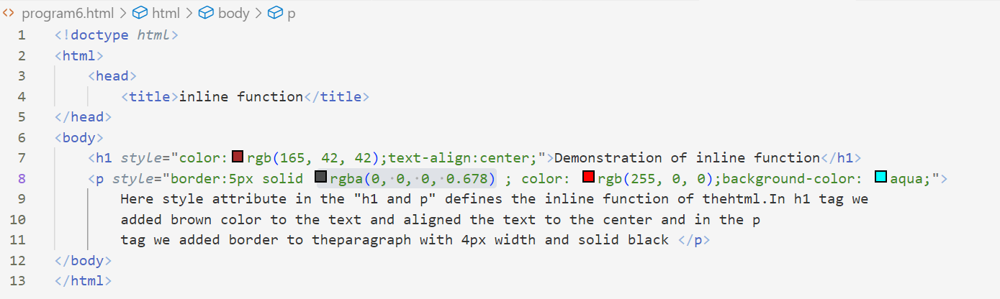 <> program6.html > html > body > p
1 <!doctype html>
2 <html>
3 <head>
4 <title>inline function</title>
5 </head>
6 <body>
7 <h1 style="color:rgb(165, 42, 42);text-align:center;">Demonstration of inline function</h1>
8 <p style="border:5px solid rgba(0, 0, 0, 0.678) ; color: rgb(255, 0, 0);background-color: aqua;">
9 Here style attribute in the "h1 and p" defines the inline function of thehtml.In h1 tag we
10 added brown color to the text and aligned the text to the center and in the p
11 tag we added border to theparagraph with 4px width and solid black </p>
12 </body>
13 </html>